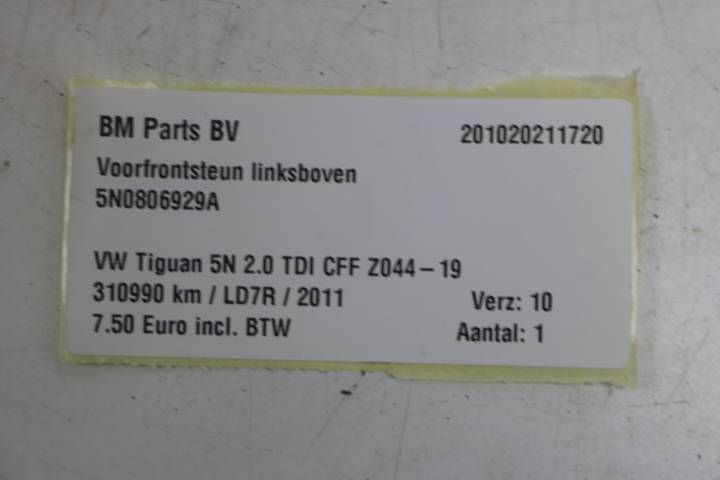 BM Parts BV 201020211720
Voorfrontsteun linksboven
5N0806929A
VW Tiguan 5N 2.0 TDI CFF Z044-19
310990 km / LD7R / 2011 Verz: 10
7.50 Euro incl. BTW Aantal: 1